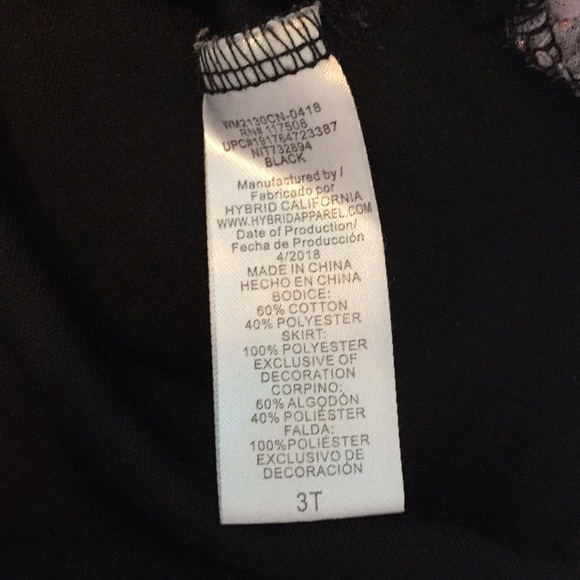 WM2130CN-0418
RN# 117508
UPC#191764723387
NIT732894
BLACK
Manufactured by /
Fabricado por
HYBRID CALIFORNIA
WWW.HYBRIDAPPAREL.COM
Date of Production/
Fecha de Producción
4/2018
MADE IN CHINA
HECHO EN CHINA
BODICE:
60% COTTON
40% POLYESTER
SKIRT:
100% POLYESTER
EXCLUSIVE OF
DECORATION
CORPINO:
60% ALGODÓN
40% POLIÉSTER
FALDA:
100%POLIÉSTER
EXCLUSIVO DE
DECORACIÓN
3T